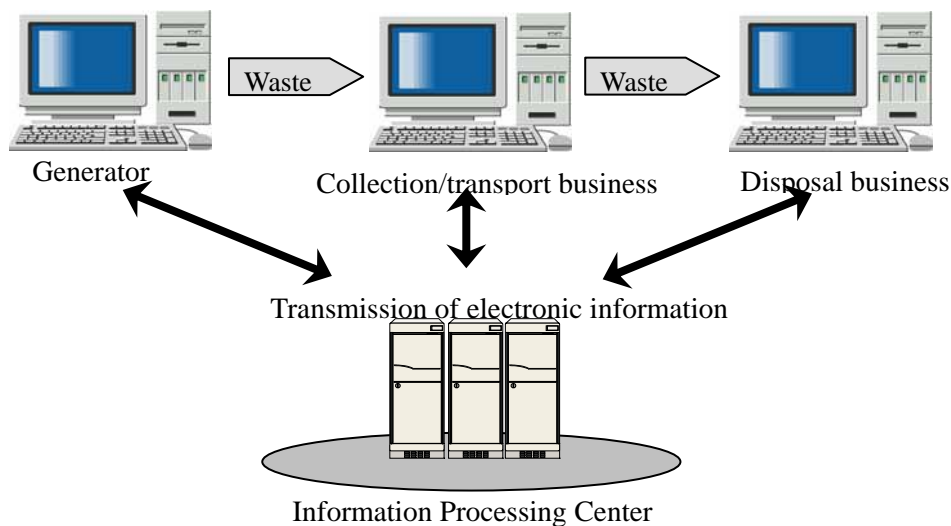 Waste
Waste
Generator
Collection/transport business
Disposal business
Transmission of electronic information
Information Processing Center